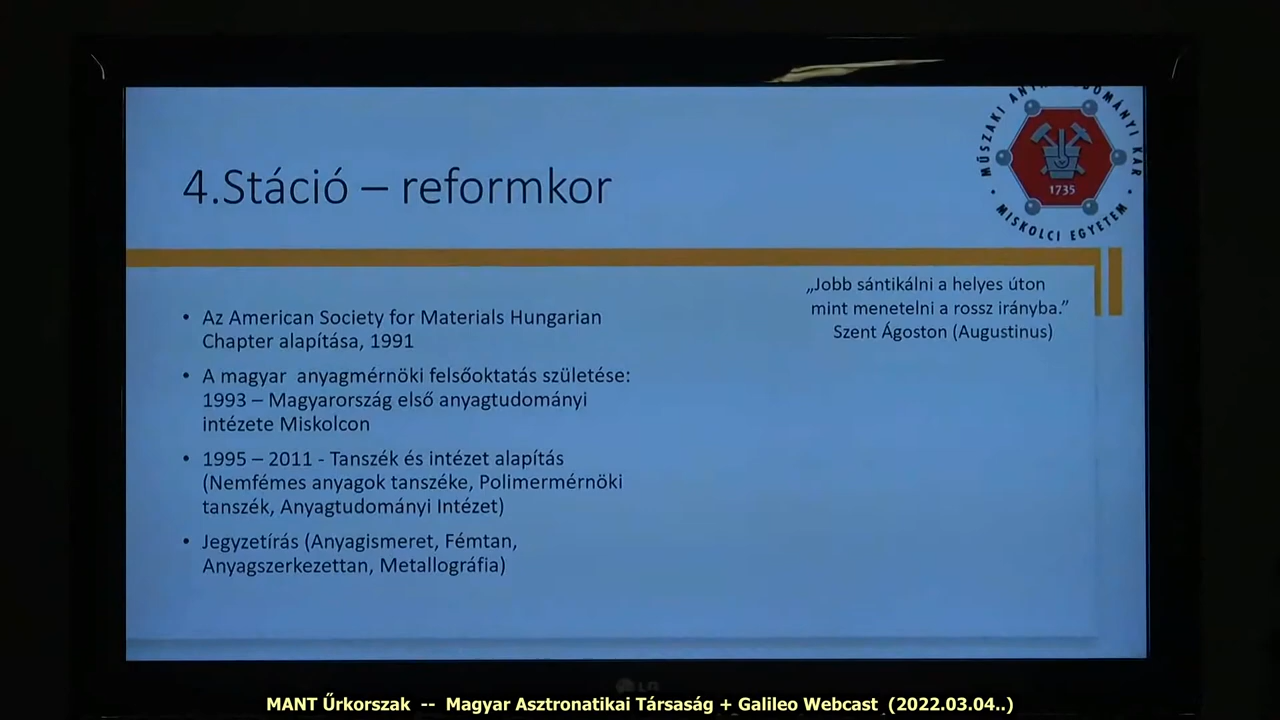 4.Stáció – reformkor
MŰSZAKI ANYAGTUDOMÁNYI KAR
1735
• MISKOLCI EGYETEM •
„Jobb sántikálni a helyes úton
mint menetelni a rossz irányba.”
Szent Ágoston (Augustinus)
• Az American Society for Materials Hungarian
Chapter alapítása, 1991
• A magyar anyagmérnöki felsőoktatás születése:
1993 – Magyarország első anyagtudományi
intézete Miskolcon
• 1995 – 2011 - Tanszék és intézet alapítás
(Nemfémes anyagok tanszéke, Polimermérnöki
tanszék, Anyagtudományi Intézet)
• Jegyzetírás (Anyagismeret, Fémtan,
Anyagszerkezettan, Metallográfia)
LG
MANT Űrkorszak -- Magyar Asztronatikai Társaság + Galileo Webcast (2022.03.04..)